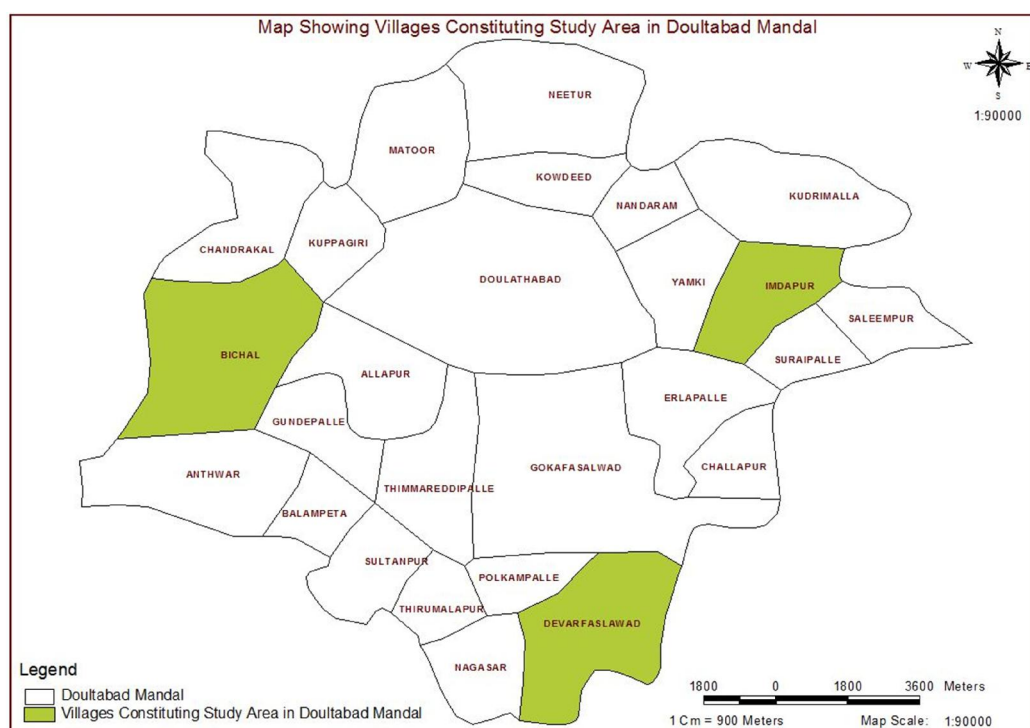 Map Showing Villages Constituting Study Area in Doultabad Mandal
N
W E
S
1:90000
NEETUR
MATOOR
KOWDEED
KUDRIMALLA
NANDARAM
KUPPAGIRI
CHANDRAKAL
DOULATHABAD
YAMKI
IMDAPUR
SALEEMPUR
BICHAL
SURAIPALLE
ALLAPUR
ERLAPALLE
GUNDEPALLE
GOKAFASALWAD
CHALLAPUR
ANTHWAR
THIMMAREDDIPALLE
BALAMPETA
SULTANPUR
POLKAMPALLE
THIRUMALAPUR
DEVARFASLAWAD
NAGASAR
Legend
Doultabad Mandal
Villages Constituting Study Area in Doultabad Mandal
1800 0 1800 3600 Meters
1 Cm = 900 Meters Map Scale: 1:90000